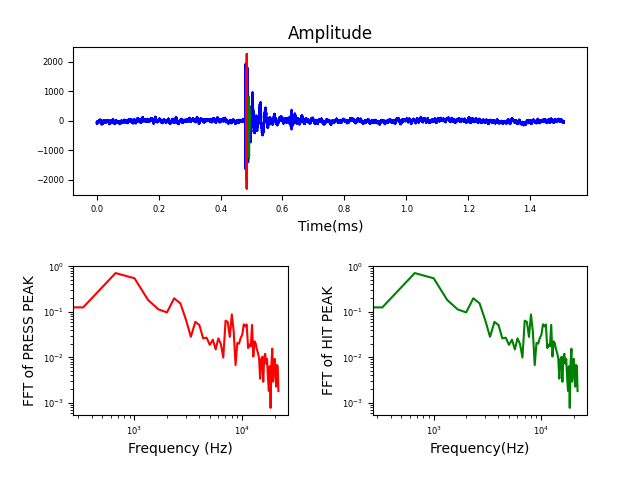 Amplitude
2000
1000
0
−1000
−2000
0.0 0.2 0.4 0.6 0.8 1.0 1.2 1.4
Time(ms)
FFT of PRESS PEAK
10⁰
10⁻¹
10⁻²
10⁻³
10³ 10⁴
Frequency (Hz)
FFT of HIT PEAK
10⁰
10⁻¹
10⁻²
10⁻³
10³ 10⁴
Frequency(Hz)